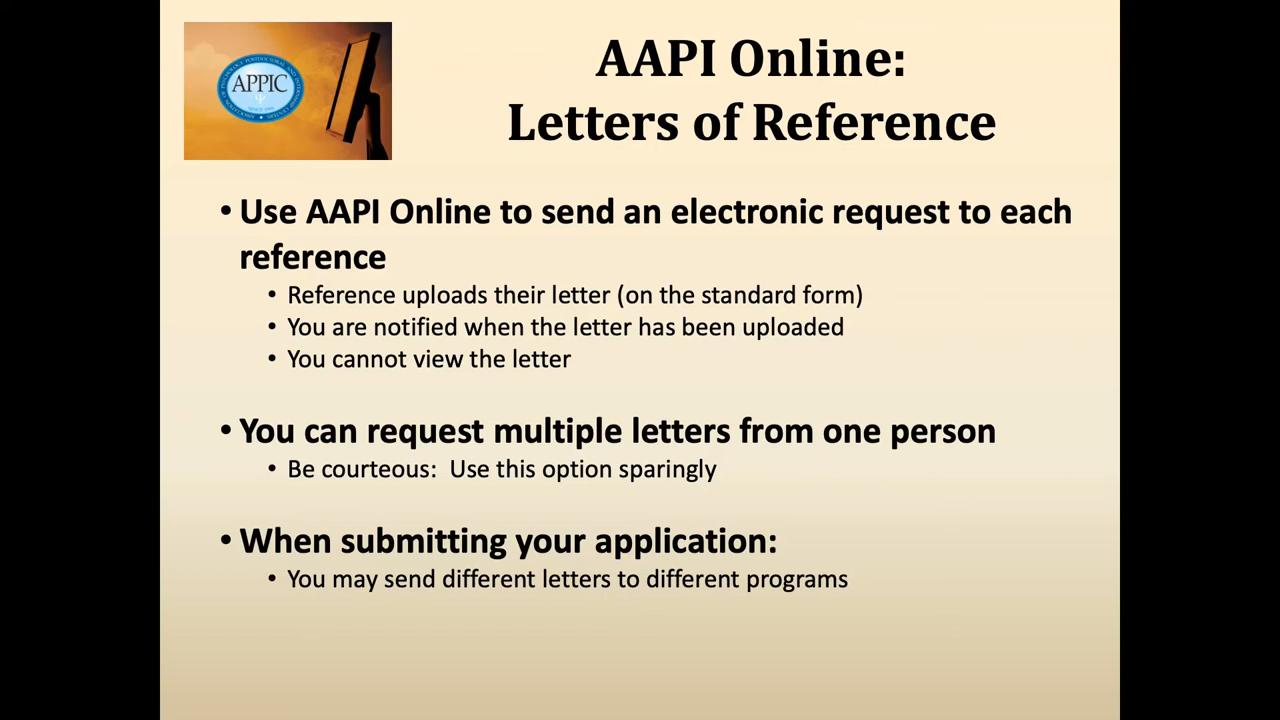 APPIC
AAPI Online:
Letters of Reference
• Use AAPI Online to send an electronic request to each
reference
• Reference uploads their letter (on the standard form)
• You are notified when the letter has been uploaded
• You cannot view the letter
• You can request multiple letters from one person
• Be courteous:  Use this option sparingly
• When submitting your application:
• You may send different letters to different programs